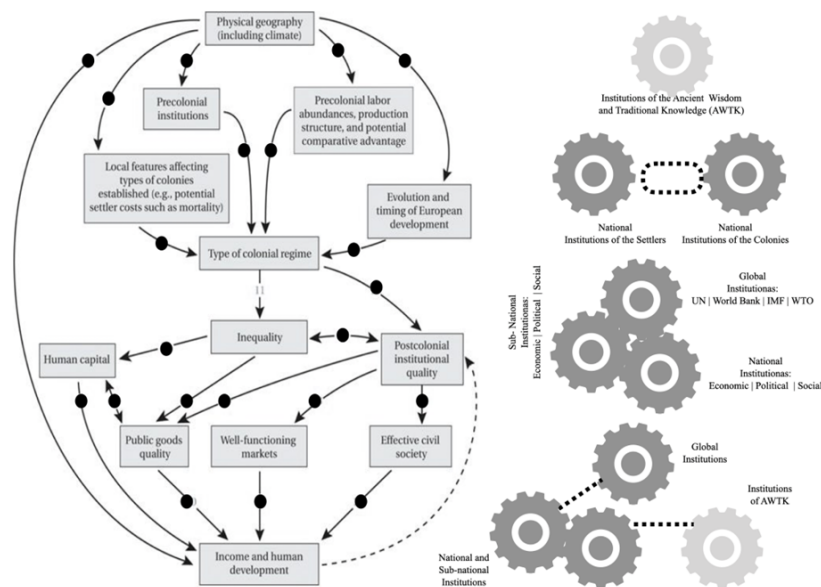 Physical geography
(including climate)
Precolonial
institutions
Precolonial labor
abundances, production
structure, and potential
comparative advantage
Local features affecting
types of colonies
established (e.g., potential
settler costs such as mortality)
Evolution and
timing of European
development
Type of colonial regime
11
Inequality
Human capital
Postcolonial
institutional
quality
Public goods
quality
Well-functioning
markets
Effective civil
society
Income and human
development
Institutions of the Ancient Wisdom
and Traditional Knowledge (AWTK)
National
Institutions of the Settlers
National
Institutions of the Colonies
Sub- National
Institutionas:
Economic | Political | Social
Global
Institutionas:
UN | World Bank | IMF | WTO
National
Institutionas:
Economic | Political | Social
Global
Institutions
Institutions
of AWTK
National and
Sub-national
Institutions